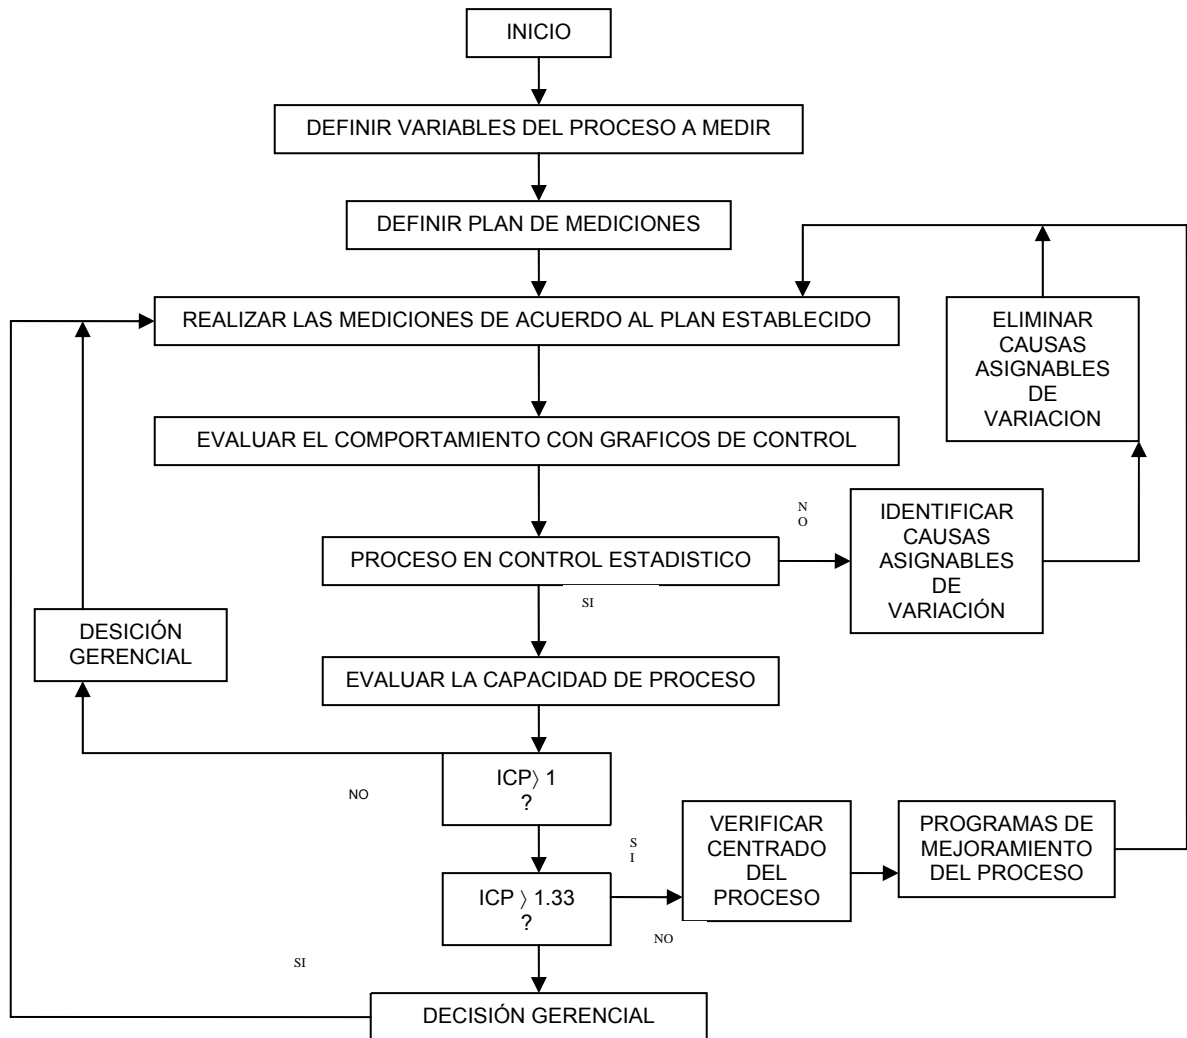 INICIO
DEFINIR VARIABLES DEL PROCESO A MEDIR
DEFINIR PLAN DE MEDICIONES
REALIZAR LAS MEDICIONES DE ACUERDO AL PLAN ESTABLECIDO
ELIMINAR
CAUSAS
ASIGNABLES
DE
VARIACION
EVALUAR EL COMPORTAMIENTO CON GRAFICOS DE CONTROL
N
O
IDENTIFICAR
CAUSAS
ASIGNABLES
DE
VARIACIÓN
PROCESO EN CONTROL ESTADISTICO
SI
DESICIÓN
GERENCIAL
EVALUAR LA CAPACIDAD DE PROCESO
ICP〉 1
?
NO
S
I
VERIFICAR
CENTRADO
DEL
PROCESO
PROGRAMAS DE
MEJORAMIENTO
DEL PROCESO
ICP 〉 1.33
?
NO
SI
DECISIÓN GERENCIAL